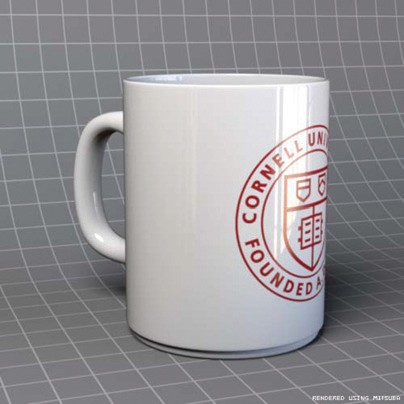 CORNELL UNI
FOUNDED A.
RENDERED USING MITSUBA